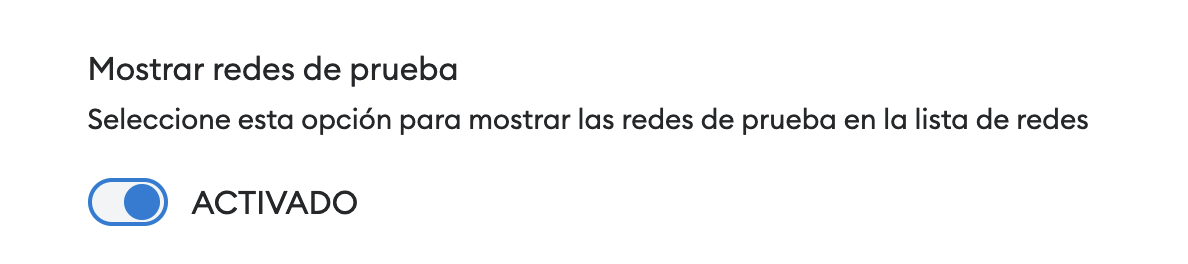 Mostrar redes de prueba
Seleccione esta opción para mostrar las redes de prueba en la lista de redes
ACTIVADO